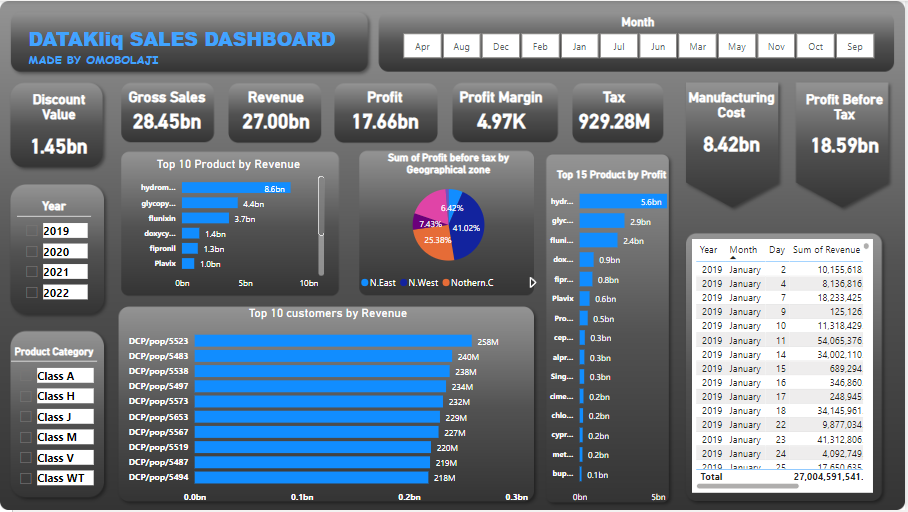 DATAKliq SALES DASHBOARD
MADE BY OMOBOLAJI
Month
Apr Aug Dec Feb Jan Jul Jun Mar May Nov Oct Sep
Discount
Value
1.45bn
Gross Sales
28.45bn
Revenue
27.00bn
Profit
17.66bn
Profit Margin
4.97K
Tax
929.28M
Manufacturing
Cost
8.42bn
Profit Before
Tax
18.59bn
Year
2019
2020
2021
2022
Product Category
Class A
Class H
Class J
Class M
Class V
Class WT
Top 10 Product by Revenue
hydrom... 8.6bn
glycopy... 4.4bn
flunixin 3.7bn
doxycy... 1.4bn
fipronil 1.3bn
Plavix 1.0bn
0bn 5bn 10bn
Sum of Profit before tax by
Geographical zone
6.42%
41.02%
25.38%
7.43%
N.East N.West Nothern.C
Top 15 Product by Profit
hydr... 5.6bn
glyc... 2.9bn
fluni... 2.4bn
dox... 0.9bn
fipr... 0.8bn
Plavix 0.6bn
Pro... 0.5bn
cep... 0.3bn
alpr... 0.3bn
Sing... 0.3bn
cime... 0.2bn
chlo... 0.2bn
cypr... 0.2bn
met... 0.2bn
bup... 0.1bn
0bn 5bn
Top 10 customers by Revenue
DCP/pop/5523 258M
DCP/pop/5483 240M
DCP/pop/5538 238M
DCP/pop/5497 234M
DCP/pop/5573 232M
DCP/pop/5653 229M
DCP/pop/5567 227M
DCP/pop/5519 220M
DCP/pop/5487 219M
DCP/pop/5494 218M
0.0bn 0.1bn 0.2bn 0.3bn
Year Month Day Sum of Revenue
2019 January 2 10,155,618
2019 January 4 8,136,816
2019 January 7 18,233,425
2019 January 9 125,126
2019 January 10 11,318,429
2019 January 11 54,065,376
2019 January 14 34,002,110
2019 January 15 689,294
2019 January 16 346,860
2019 January 17 248,945
2019 January 18 34,145,961
2019 January 22 9,877,034
2019 January 23 41,312,806
2019 January 24 4,092,749
2019 January 25 17,650,635
Total 27,004,591,541.